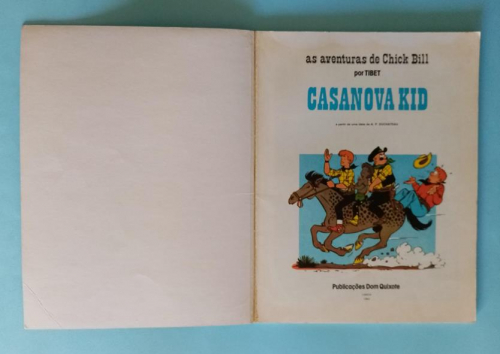 as aventuras de Chick Bill
por TIBET
CASANOVA KID
Publicações Dom Quixote